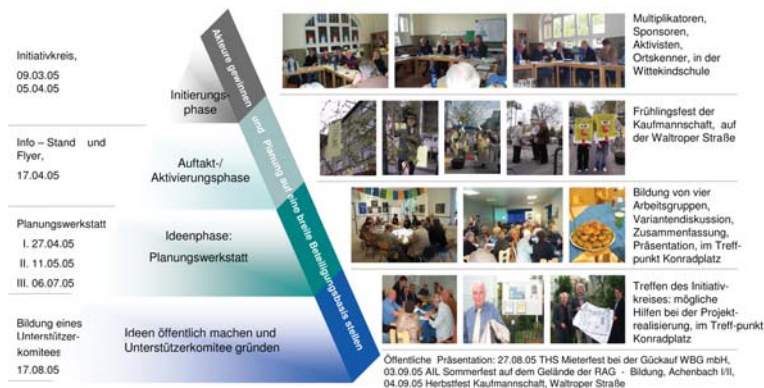 Initiativkreis,
09.03.05
05.04.05
Initiierungs-
phase
Akteure gewinnen und Planung auf eine breite Beteiligungsbasis stellen
Multiplikatoren,
Sponsoren,
Aktivisten,
Ortskenner, in der
Wittekindschule
Info – Stand und
Flyer,
17.04.05
Auftakt-/
Aktivierungsphase
Frühlingsfest der
Kaufmannschaft, auf
der Waltroper Straße
Planungswerkstatt
I. 27.04.05
II. 11.05.05
III. 06.07.05
Ideenphase:
Planungswerkstatt
Bildung von vier
Arbeitsgruppen,
Variantendiskussion,
Zusammenfassung,
Präsentation, im Treff-
punkt Konradplatz
Bildung eines
Unterstützer-
komitees
17.08.05
Ideen öffentlich machen und
Unterstützerkomitee gründen
Treffen des Initiativ-
kreises: mögliche
Hilfen bei der Projekt-
realisierung, im Treff-punkt
Konradplatz
Öffentliche Präsentation: 27.08.05 THS Mieterfest bei der Gückauf WBG mbH,
03.09.05 AIL Sommerfest auf dem Gelände der RAG - Bildung, Achenbach I/II,
04.09.05 Herbstfest Kaufmannschaft, Waltroper Straße